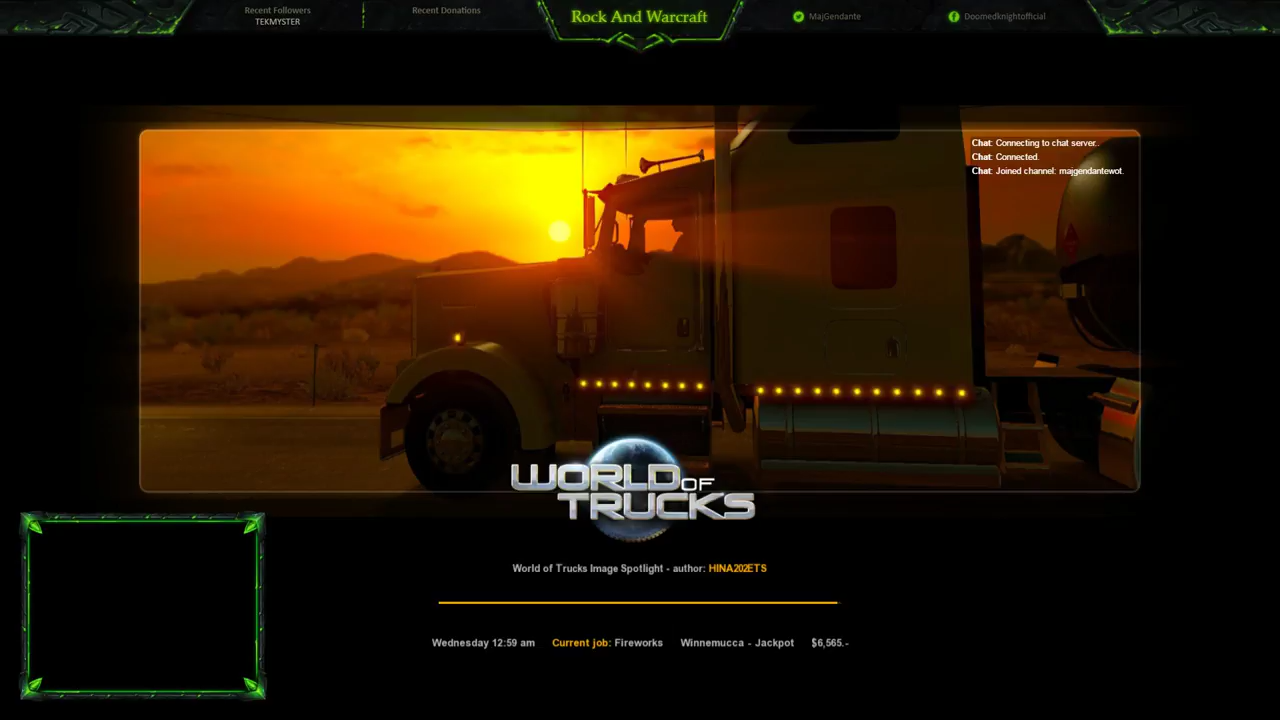 Recent Followers
TEKMYSTER
Recent Donations
Rock And Warcraft
MajGendante
Doomedknightofficial
Chat: Connecting to chat server..
Chat: Connected.
Chat: Joined channel: majgendantewot.
WORLD OF
TRUCKS
World of Trucks Image Spotlight - author: HINA202ETS
Wednesday 12:59 am Current job: Fireworks Winnemucca - Jackpot $6,565.-